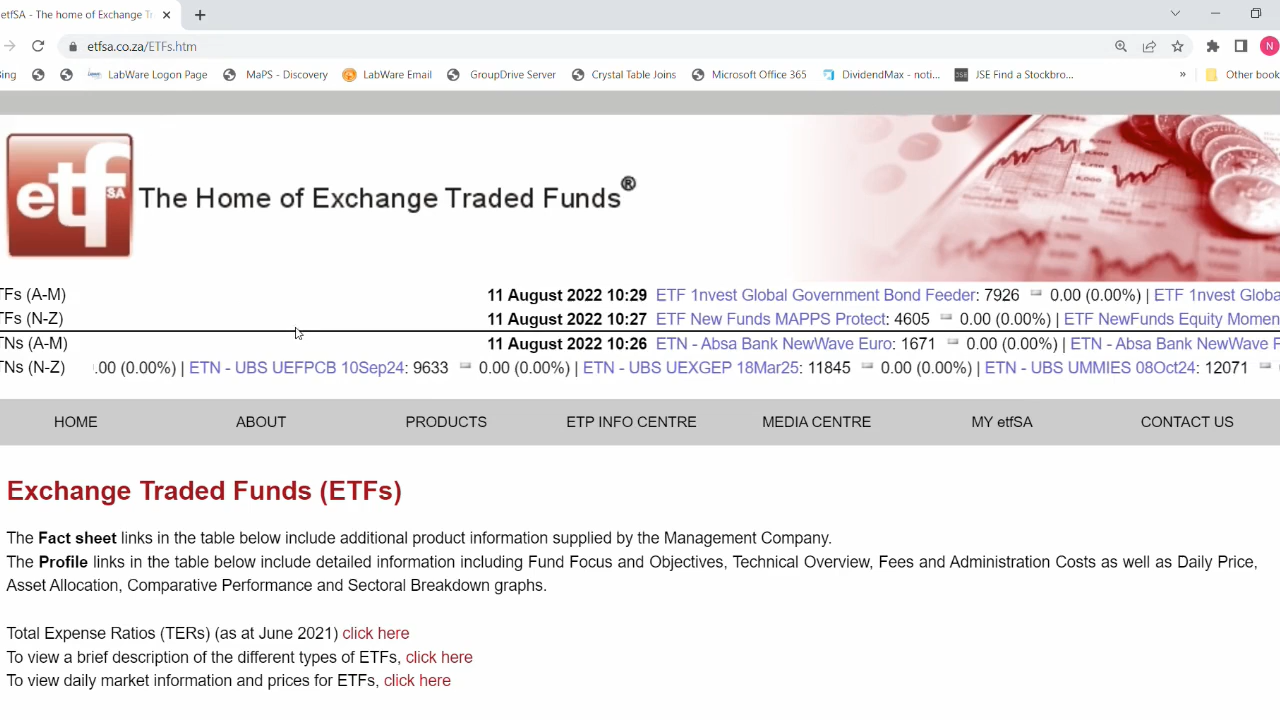 etfSA - The home of Exchange Tr
etfsa.co.za/ETFs.htm
N
ing
LabWare Logon Page
MaPS - Discovery
LabWare Email
GroupDrive Server
Crystal Table Joins
Microsoft Office 365
DividendMax - noti...
JSE Find a Stockbro...
»
Other book
etf SA
The Home of Exchange Traded Funds®
TFs (A-M) 11 August 2022 10:29 ETF 1nvest Global Government Bond Feeder: 7926 0.00 (0.00%) | ETF 1nvest Globa
TFs (N-Z) 11 August 2022 10:27 ETF New Funds MAPPS Protect: 4605 0.00 (0.00%) | ETF NewFunds Equity Momen
TNs (A-M) 11 August 2022 10:26 ETN - Absa Bank NewWave Euro: 1671 0.00 (0.00%) | ETN - Absa Bank NewWave F
TNs (N-Z) .00 (0.00%) | ETN - UBS UEFPCB 10Sep24: 9633 0.00 (0.00%) | ETN - UBS UEXGEP 18Mar25: 11845 0.00 (0.00%) | ETN - UBS UMMIES 08Oct24: 12071
HOME ABOUT PRODUCTS ETP INFO CENTRE MEDIA CENTRE MY etfSA CONTACT US
Exchange Traded Funds (ETFs)
The Fact sheet links in the table below include additional product information supplied by the Management Company.
The Profile links in the table below include detailed information including Fund Focus and Objectives, Technical Overview, Fees and Administration Costs as well as Daily Price,
Asset Allocation, Comparative Performance and Sectoral Breakdown graphs.
Total Expense Ratios (TERs) (as at June 2021) click here
To view a brief description of the different types of ETFs, click here
To view daily market information and prices for ETFs, click here